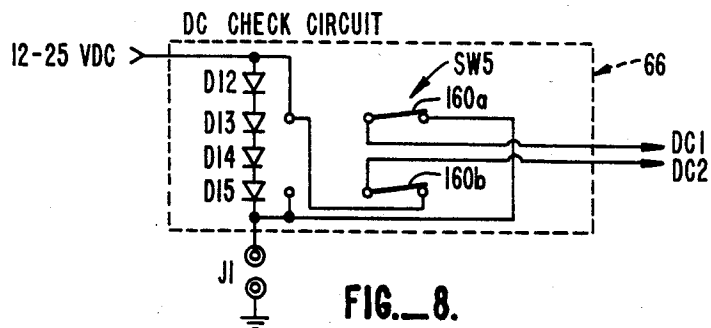 DC CHECK CIRCUIT
12-25 VDC
D12
D13
D14
D15
SW5
160a
66
DC1
DC2
160b
J1
FIG._8.